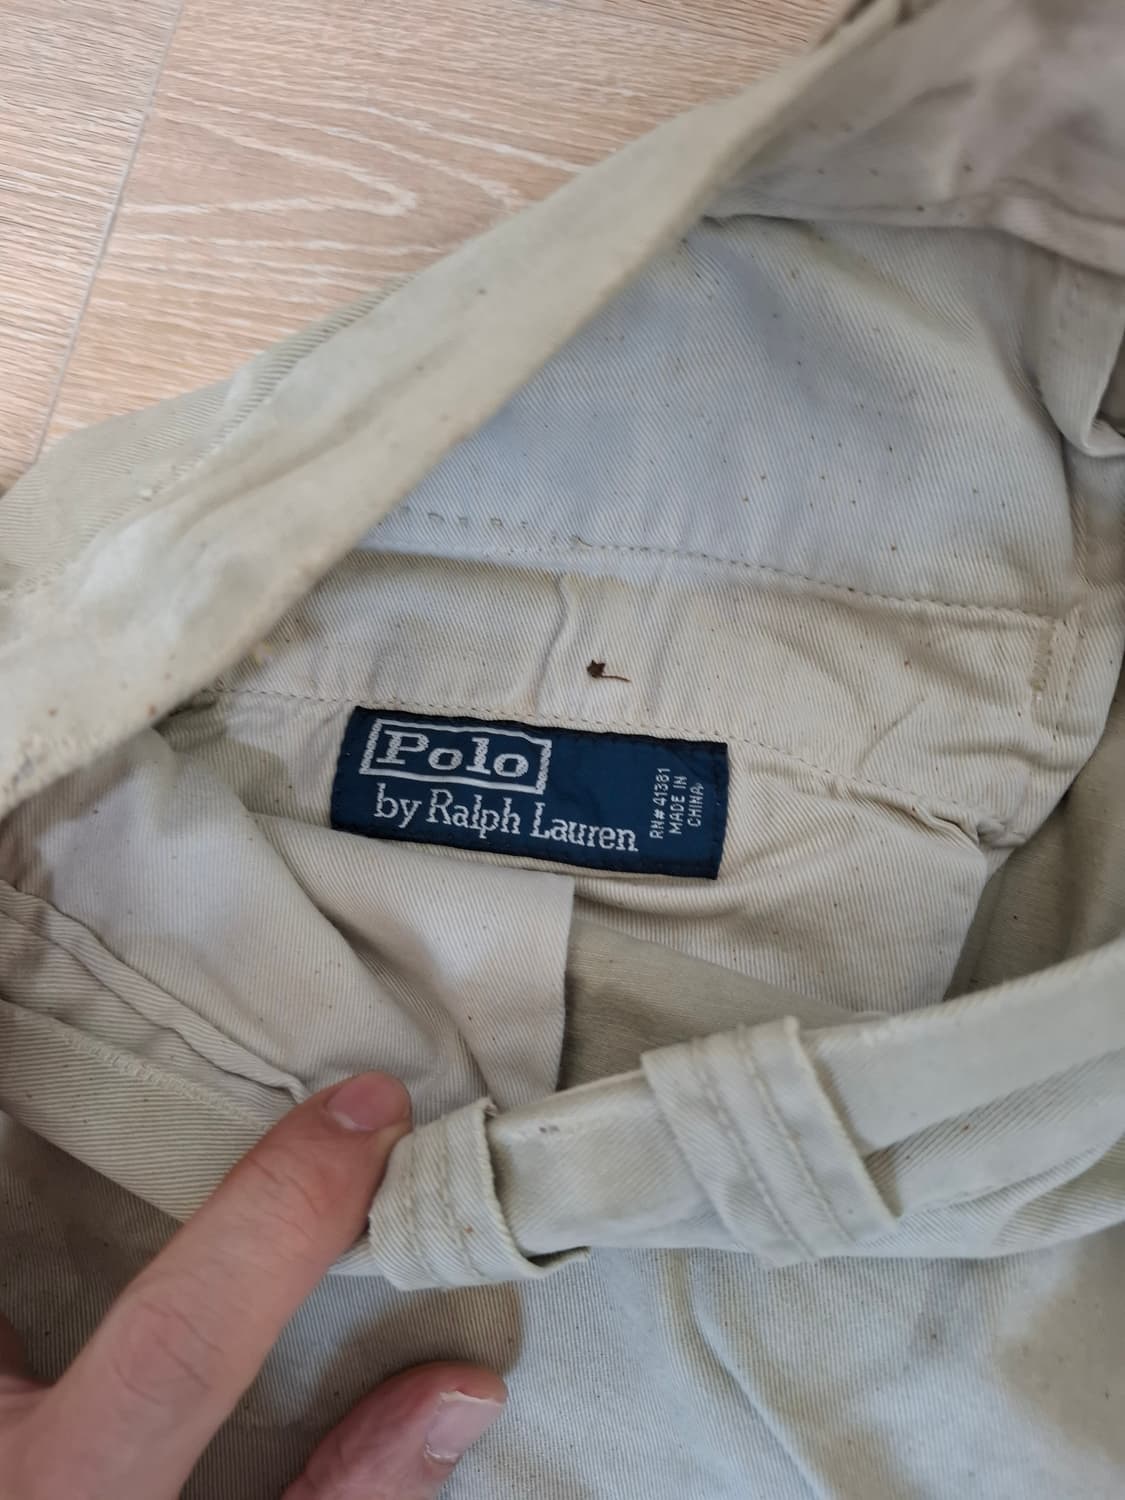 Polo
by Ralph Lauren
RN# 41381
MADE IN
CHINA